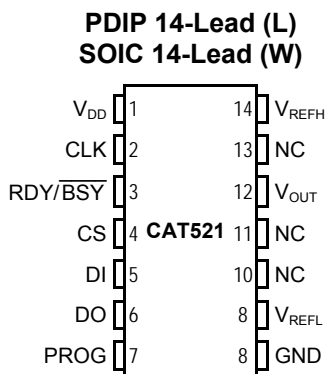 PDIP 14-Lead (L)
SOIC 14-Lead (W)
VDD 1 14 VREFH
CLK 2 13 NC
RDY/BSY 3 12 VOUT
CS 4 CAT521 11 NC
DI 5 10 NC
DO 6 8 VREFL
PROG 7 8 GND